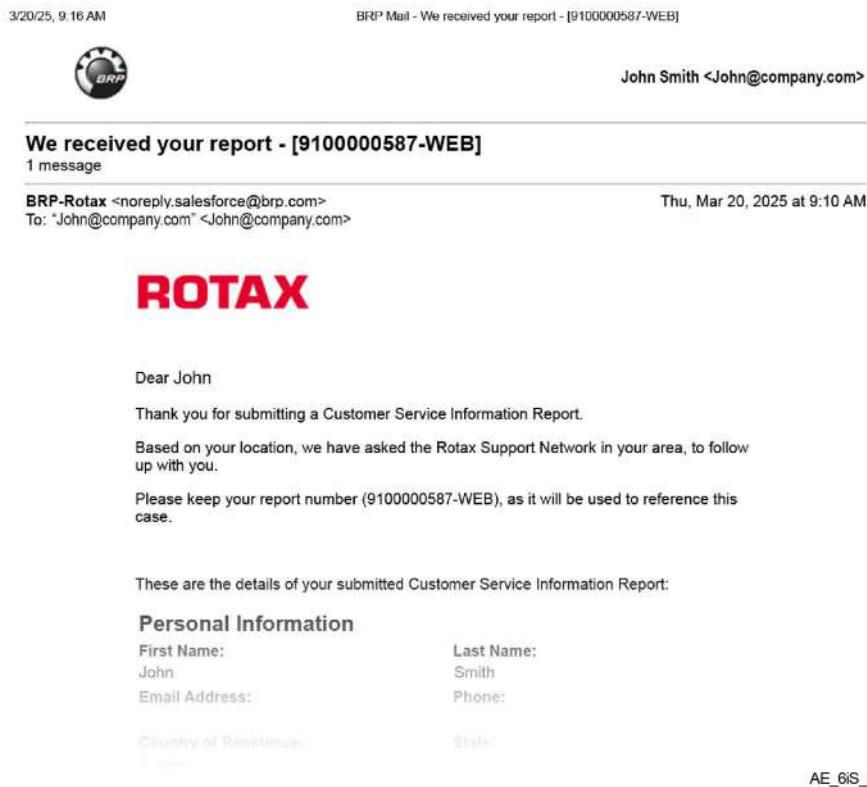 3/20/25, 9:16 AM
BRP Mail - We received your report - [9100000587-WEB]
BRP
John Smith <John@company.com>
We received your report - [9100000587-WEB]
1 message
BRP-Rotax <noreply.salesforce@brp.com>
Thu, Mar 20, 2025 at 9:10 AM
To: "John@company.com" <John@company.com>
ROTAX
Dear John
Thank you for submitting a Customer Service Information Report.
Based on your location, we have asked the Rotax Support Network in your area, to follow
up with you.
Please keep your report number (9100000587-WEB), as it will be used to reference this
case.
These are the details of your submitted Customer Service Information Report:
Personal Information
First Name:
Last Name:
John
Smith
Email Address:
Phone:
Country of Residence:
State:
AE_6iS_